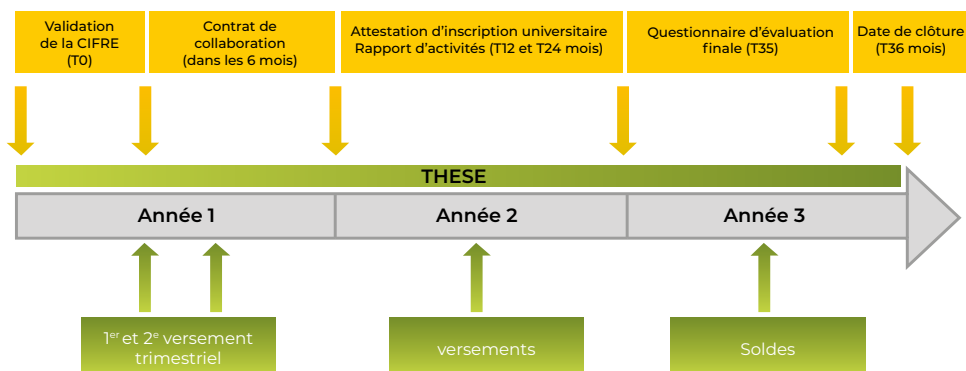 Validation
de la CIFRE
(T0)
Contrat de
collaboration
(dans les 6 mois)
Attestation d'inscription universitaire
Rapport d'activités (T12 et T24 mois)
Questionnaire d'évaluation
finale (T35)
Date de clôture
(T36 mois)
THESE
Année 1
Année 2
Année 3
1er et 2e versement
trimestriel
versements
Soldes